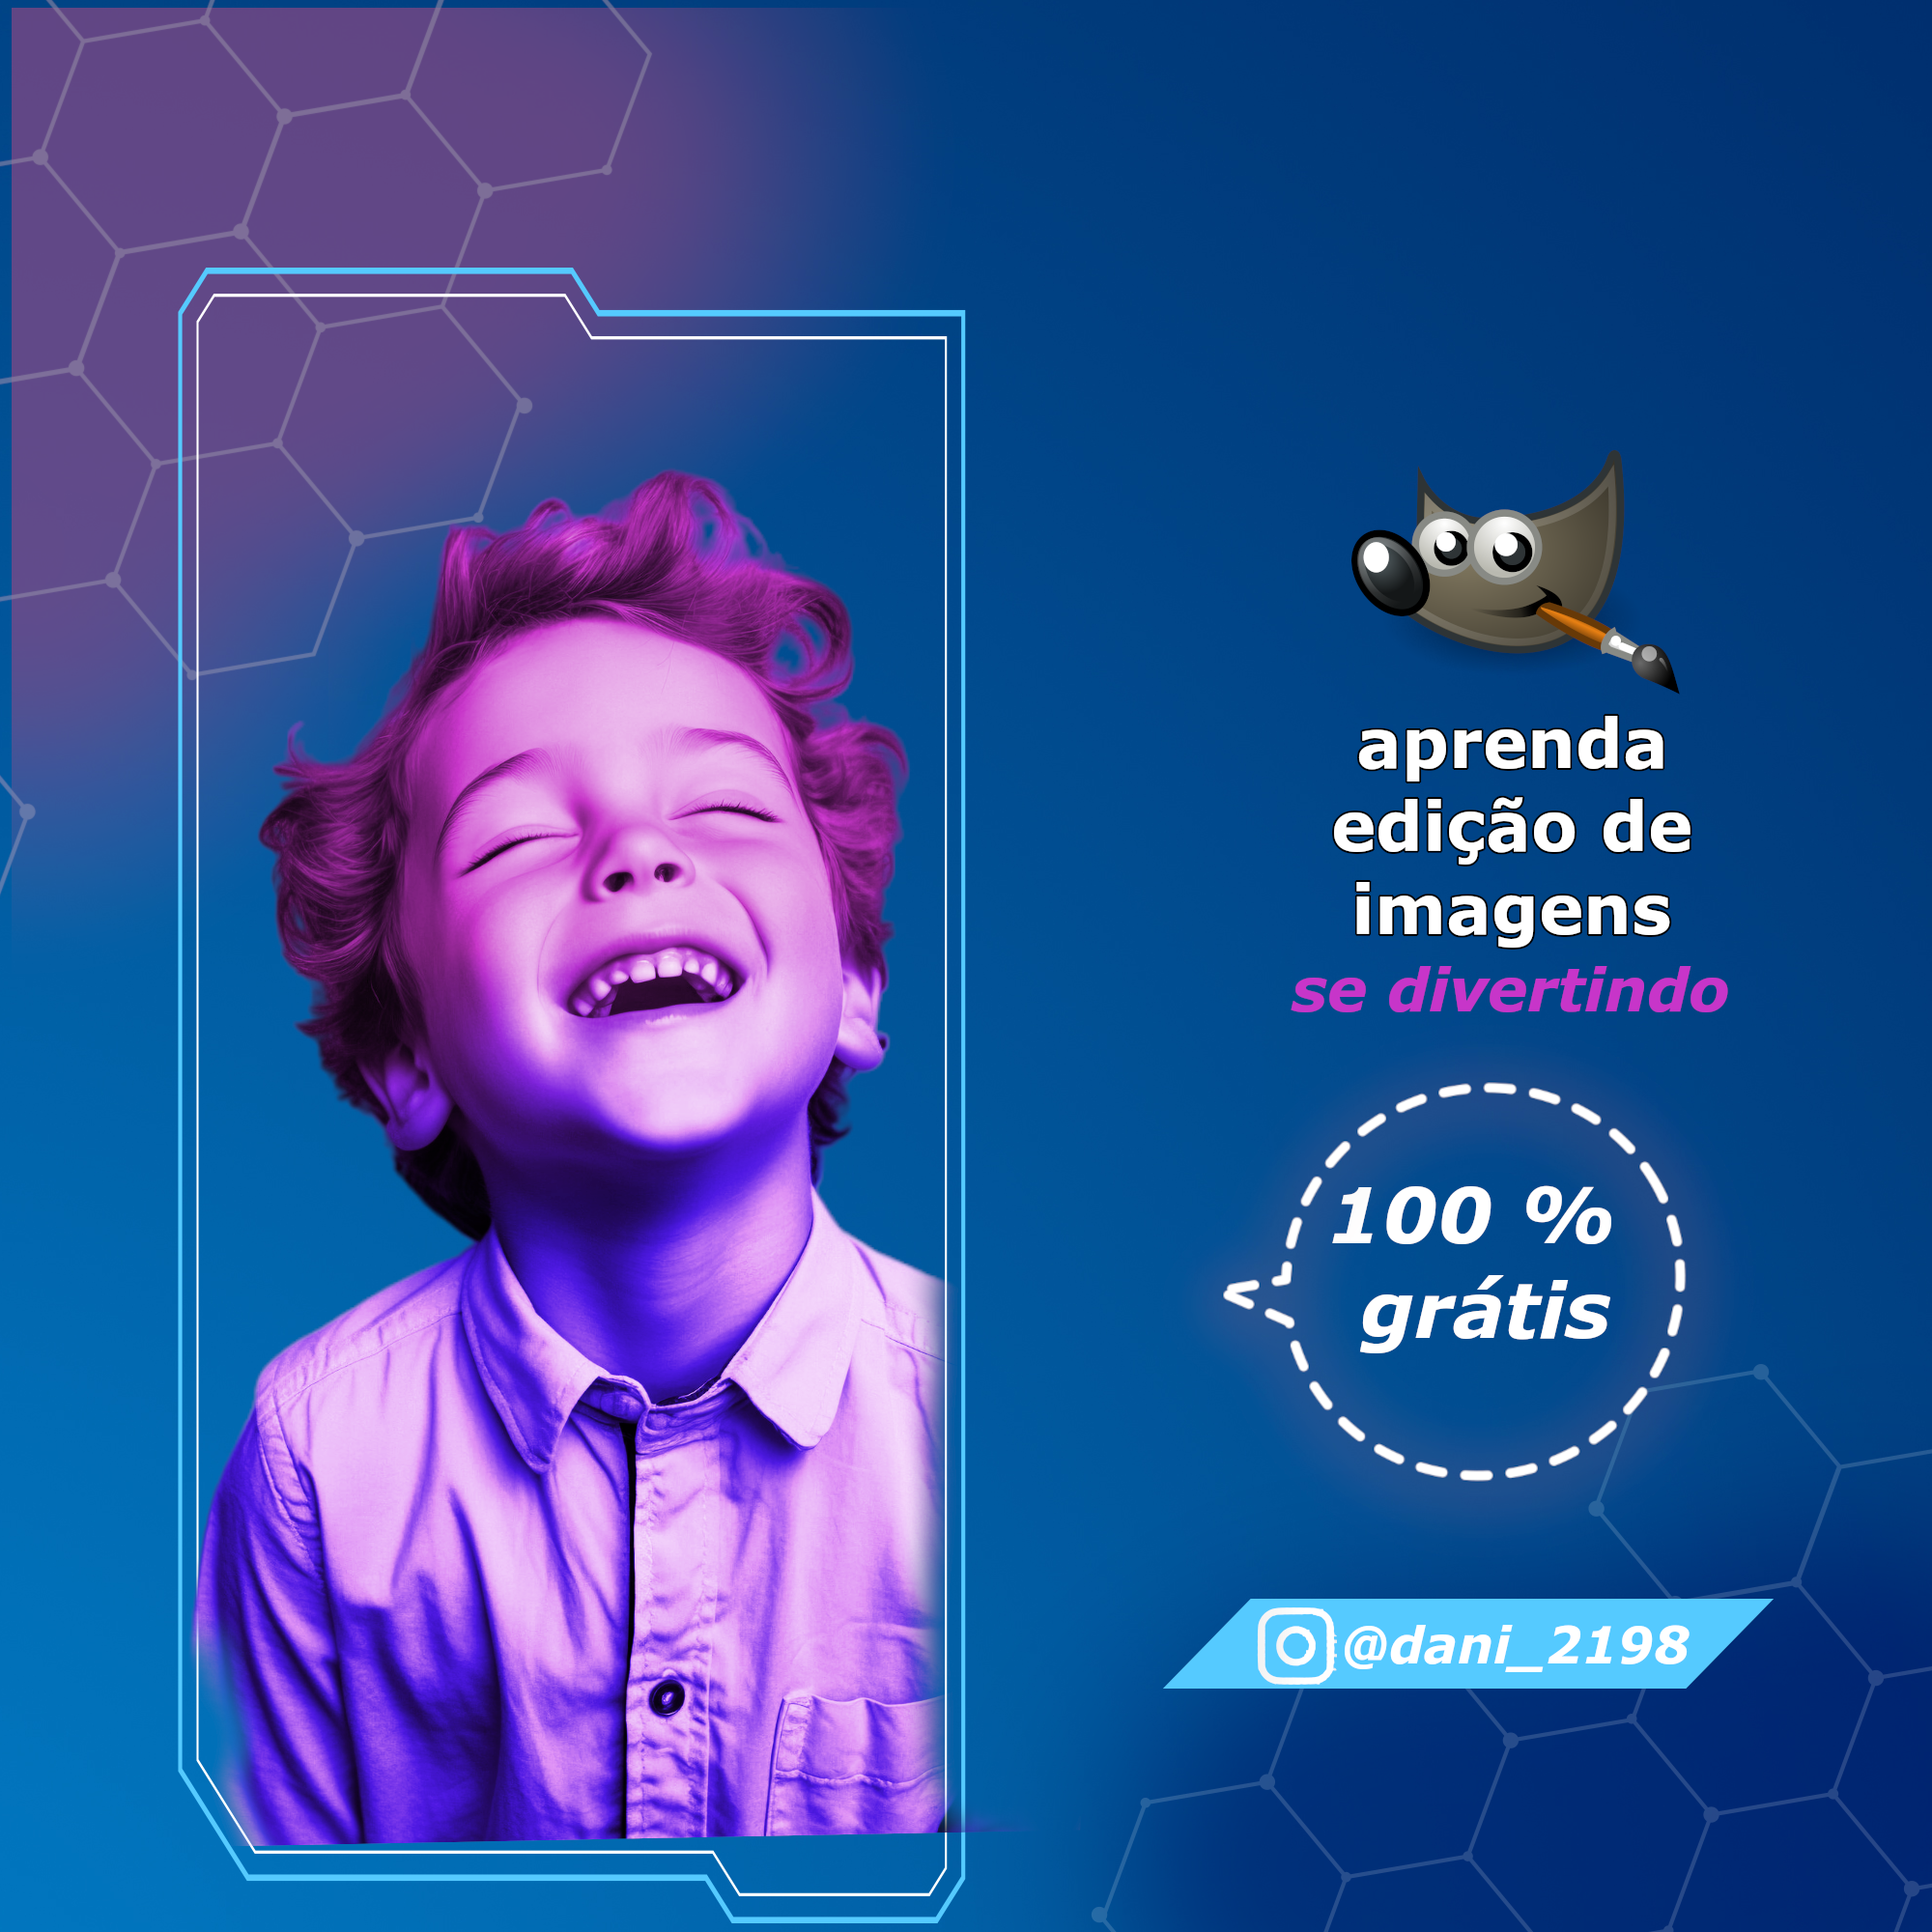 aprenda
edição de
imagens
se divertindo
100 %
grátis
@dani_2198